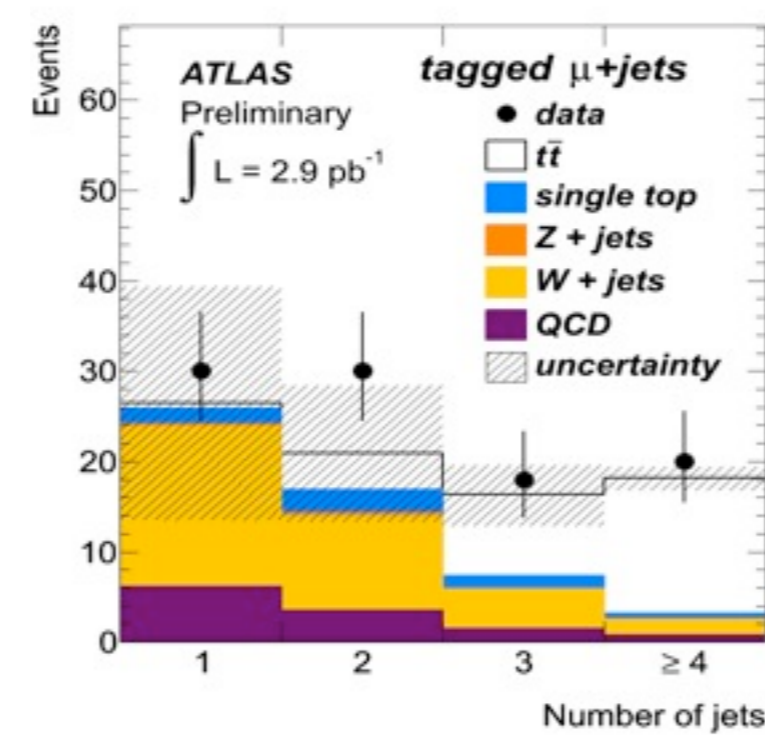 Events
60
50
40
30
20
10
0
ATLAS
Preliminary
∫ L = 2.9 pb⁻¹
tagged μ+jets
data
tt̄
single top
Z + jets
W + jets
QCD
uncertainty
1 2 3 ≥ 4
Number of jets